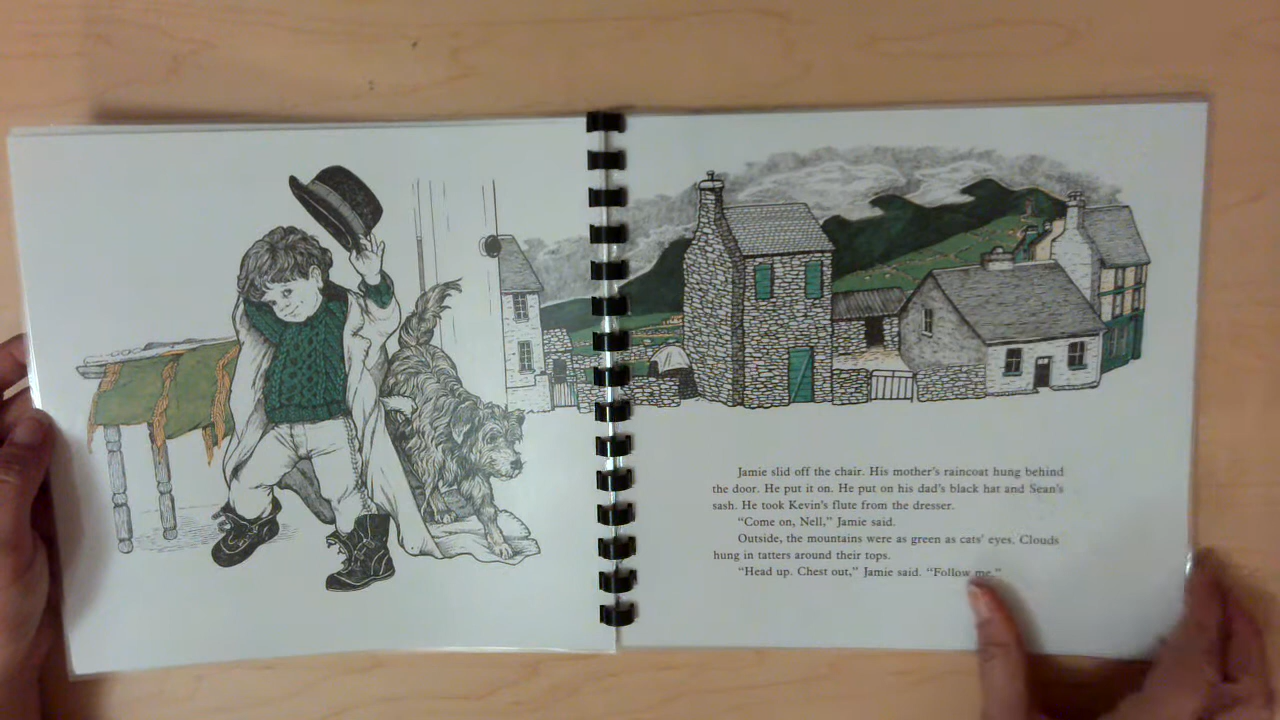 Jamie slid off the chair. His mother's raincoat hung behind
the door. He put it on. He put on his dad's black hat and Sean's
sash. He took Kevin's flute from the dresser.
“Come on, Nell,” Jamie said.
Outside, the mountains were as green as cats' eyes. Clouds
hung in tatters around their tops.
“Head up. Chest out,” Jamie said. “Follow me.”